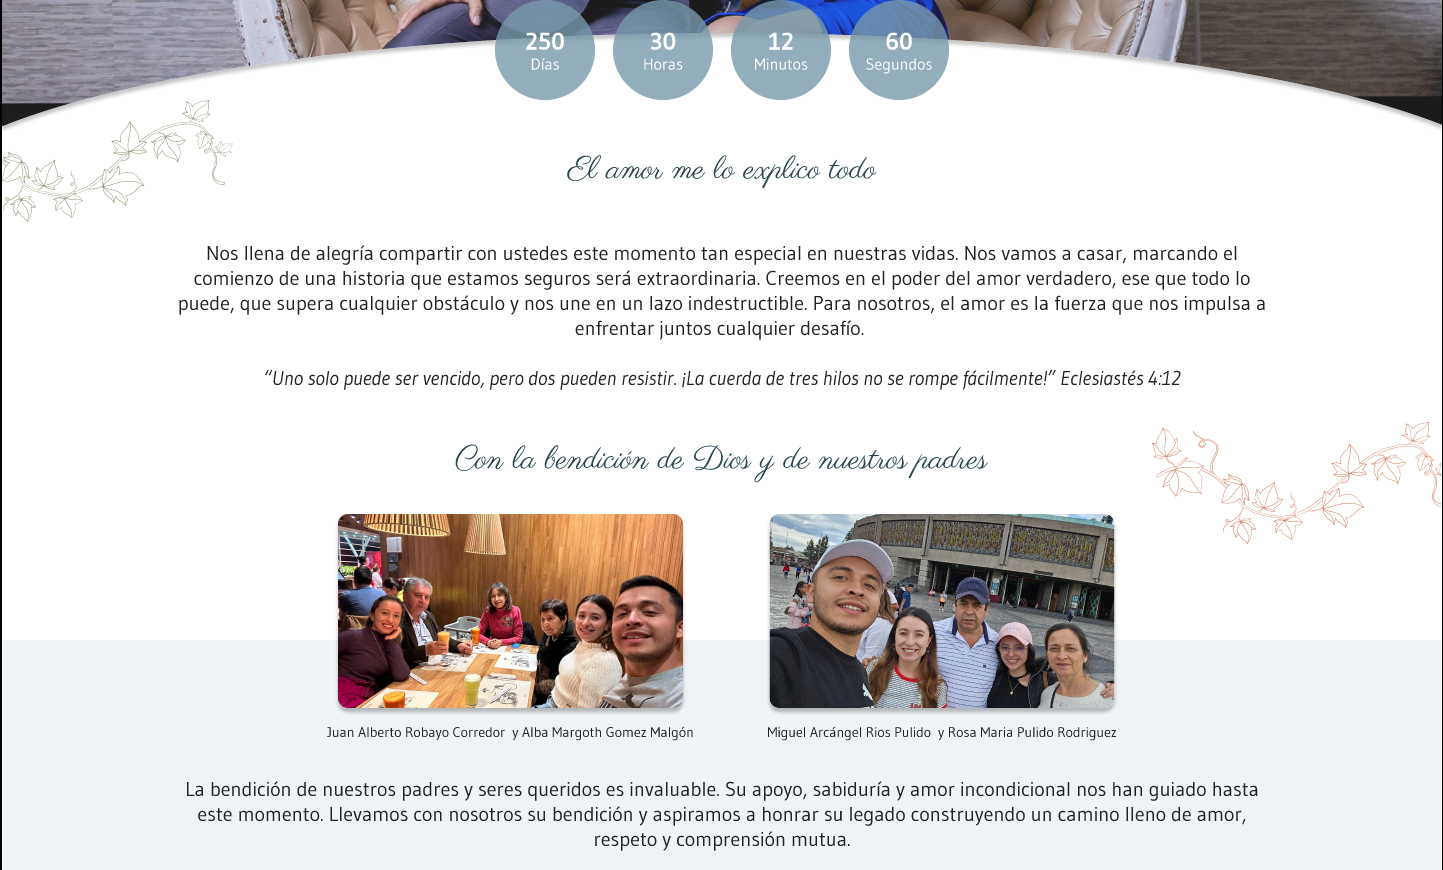 250 30 12 60
Días Horas Minutos Segundos
El amor me lo explico todo
Nos llena de alegría compartir con ustedes este momento tan especial en nuestras vidas. Nos vamos a casar, marcando el
comienzo de una historia que estamos seguros será extraordinaria. Creemos en el poder del amor verdadero, ese que todo lo
puede, que supera cualquier obstáculo y nos une en un lazo indestructible. Para nosotros, el amor es la fuerza que nos impulsa a
enfrentar juntos cualquier desafío.
“Uno solo puede ser vencido, pero dos pueden resistir. ¡La cuerda de tres hilos no se rompe fácilmente!” Eclesiastés 4:12
Con la bendición de Dios y de nuestros padres
Juan Alberto Robayo Corredor y Alba Margoth Gomez Malgón
Miguel Arcángel Rios Pulido y Rosa Maria Pulido Rodriguez
La bendición de nuestros padres y seres queridos es invaluable. Su apoyo, sabiduría y amor incondicional nos han guiado hasta
este momento. Llevamos con nosotros su bendición y aspiramos a honrar su legado construyendo un camino lleno de amor,
respeto y comprensión mutua.